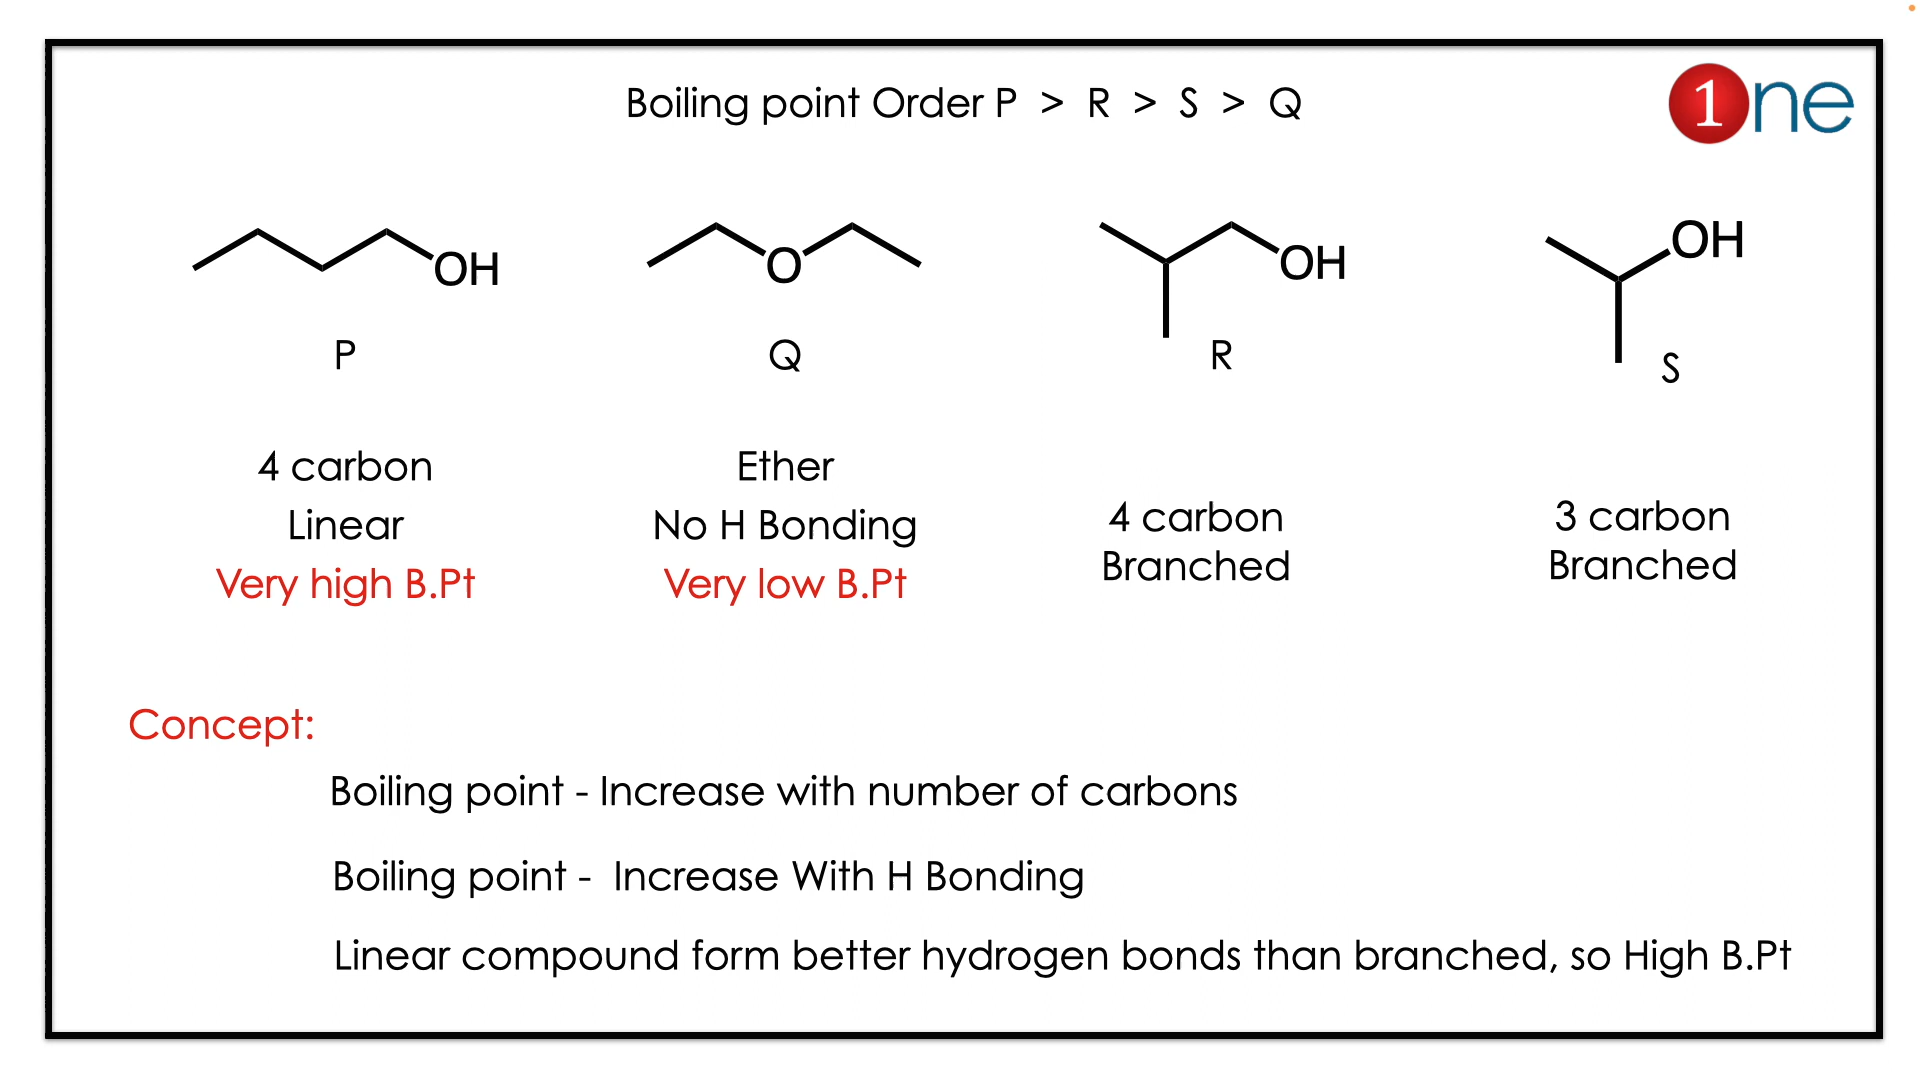 Boiling point Order P > R > S > Q
1ne
OH
O
OH
OH
P
Q
R
S
4 carbon
Linear
Very high B.Pt
Ether
No H Bonding
Very low B.Pt
4 carbon
Branched
3 carbon
Branched
Concept:
Boiling point - Increase with number of carbons
Boiling point - Increase With H Bonding
Linear compound form better hydrogen bonds than branched, so High B.Pt